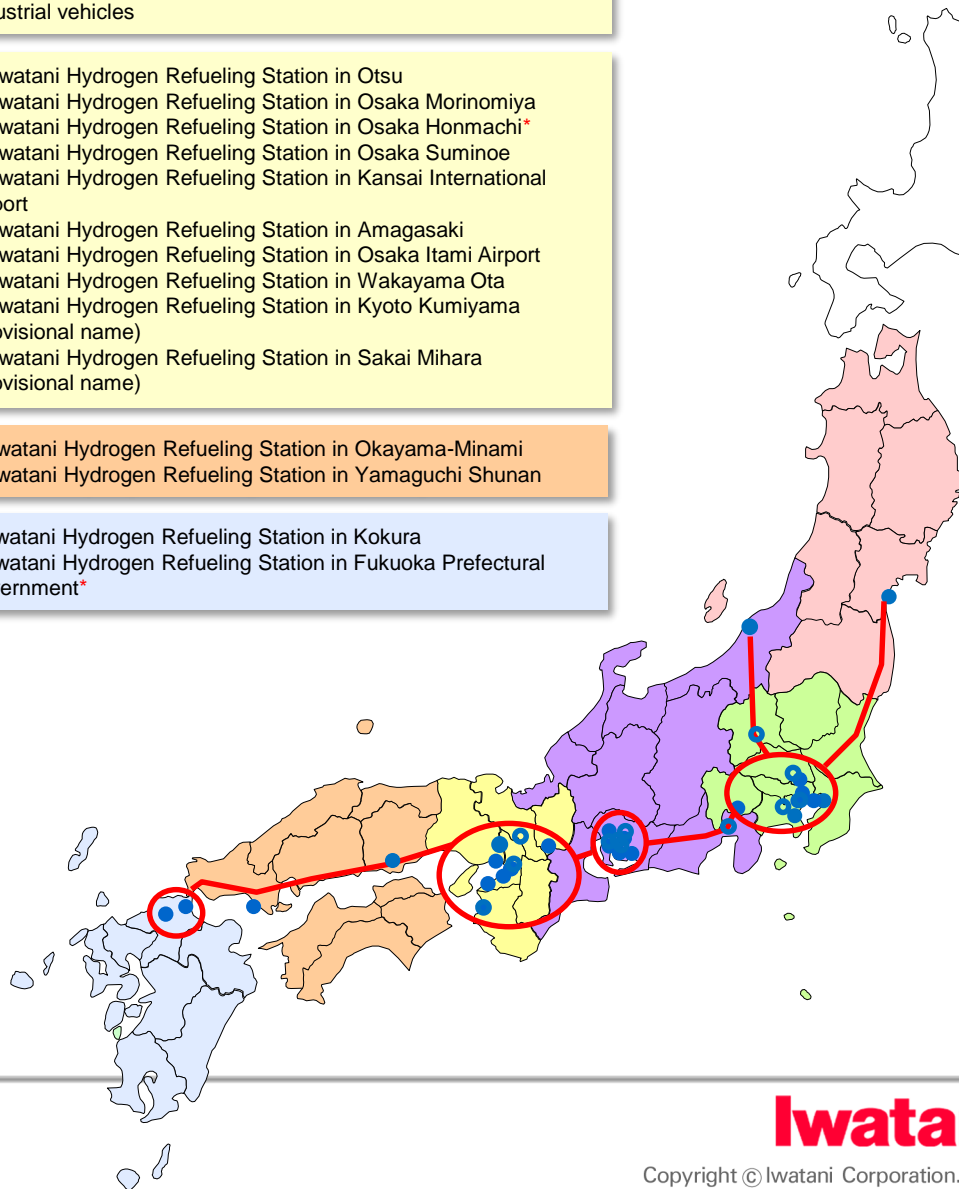 ustrial vehicles
watani Hydrogen Refueling Station in Otsu
watani Hydrogen Refueling Station in Osaka Morinomiya
watani Hydrogen Refueling Station in Osaka Honmachi*
watani Hydrogen Refueling Station in Osaka Suminoe
watani Hydrogen Refueling Station in Kansai International
port
watani Hydrogen Refueling Station in Amagasaki
watani Hydrogen Refueling Station in Osaka Itami Airport
watani Hydrogen Refueling Station in Wakayama Ota
watani Hydrogen Refueling Station in Kyoto Kumiyama
ovisional name)
watani Hydrogen Refueling Station in Sakai Mihara
ovisional name)
watani Hydrogen Refueling Station in Okayama-Minami
watani Hydrogen Refueling Station in Yamaguchi Shunan
watani Hydrogen Refueling Station in Kokura
watani Hydrogen Refueling Station in Fukuoka Prefectural
ernment*
Iwata
Copyright © Iwatani Corporation.